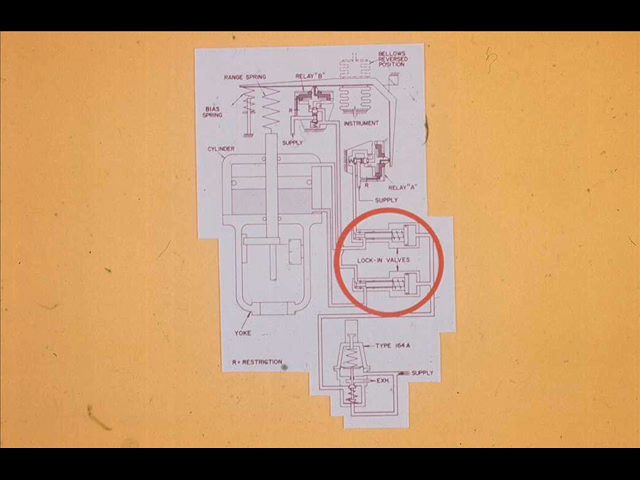 BELLOWS
REVERSED
POSITION
RANGE SPRING
RELAY "B"
BIAS
SPRING
R
INSTRUMENT
SUPPLY
CYLINDER
R
RELAY "A"
SUPPLY
LOCK-IN VALVES
YOKE
TYPE 164 A
R = RESTRICTION
SUPPLY
EXH.